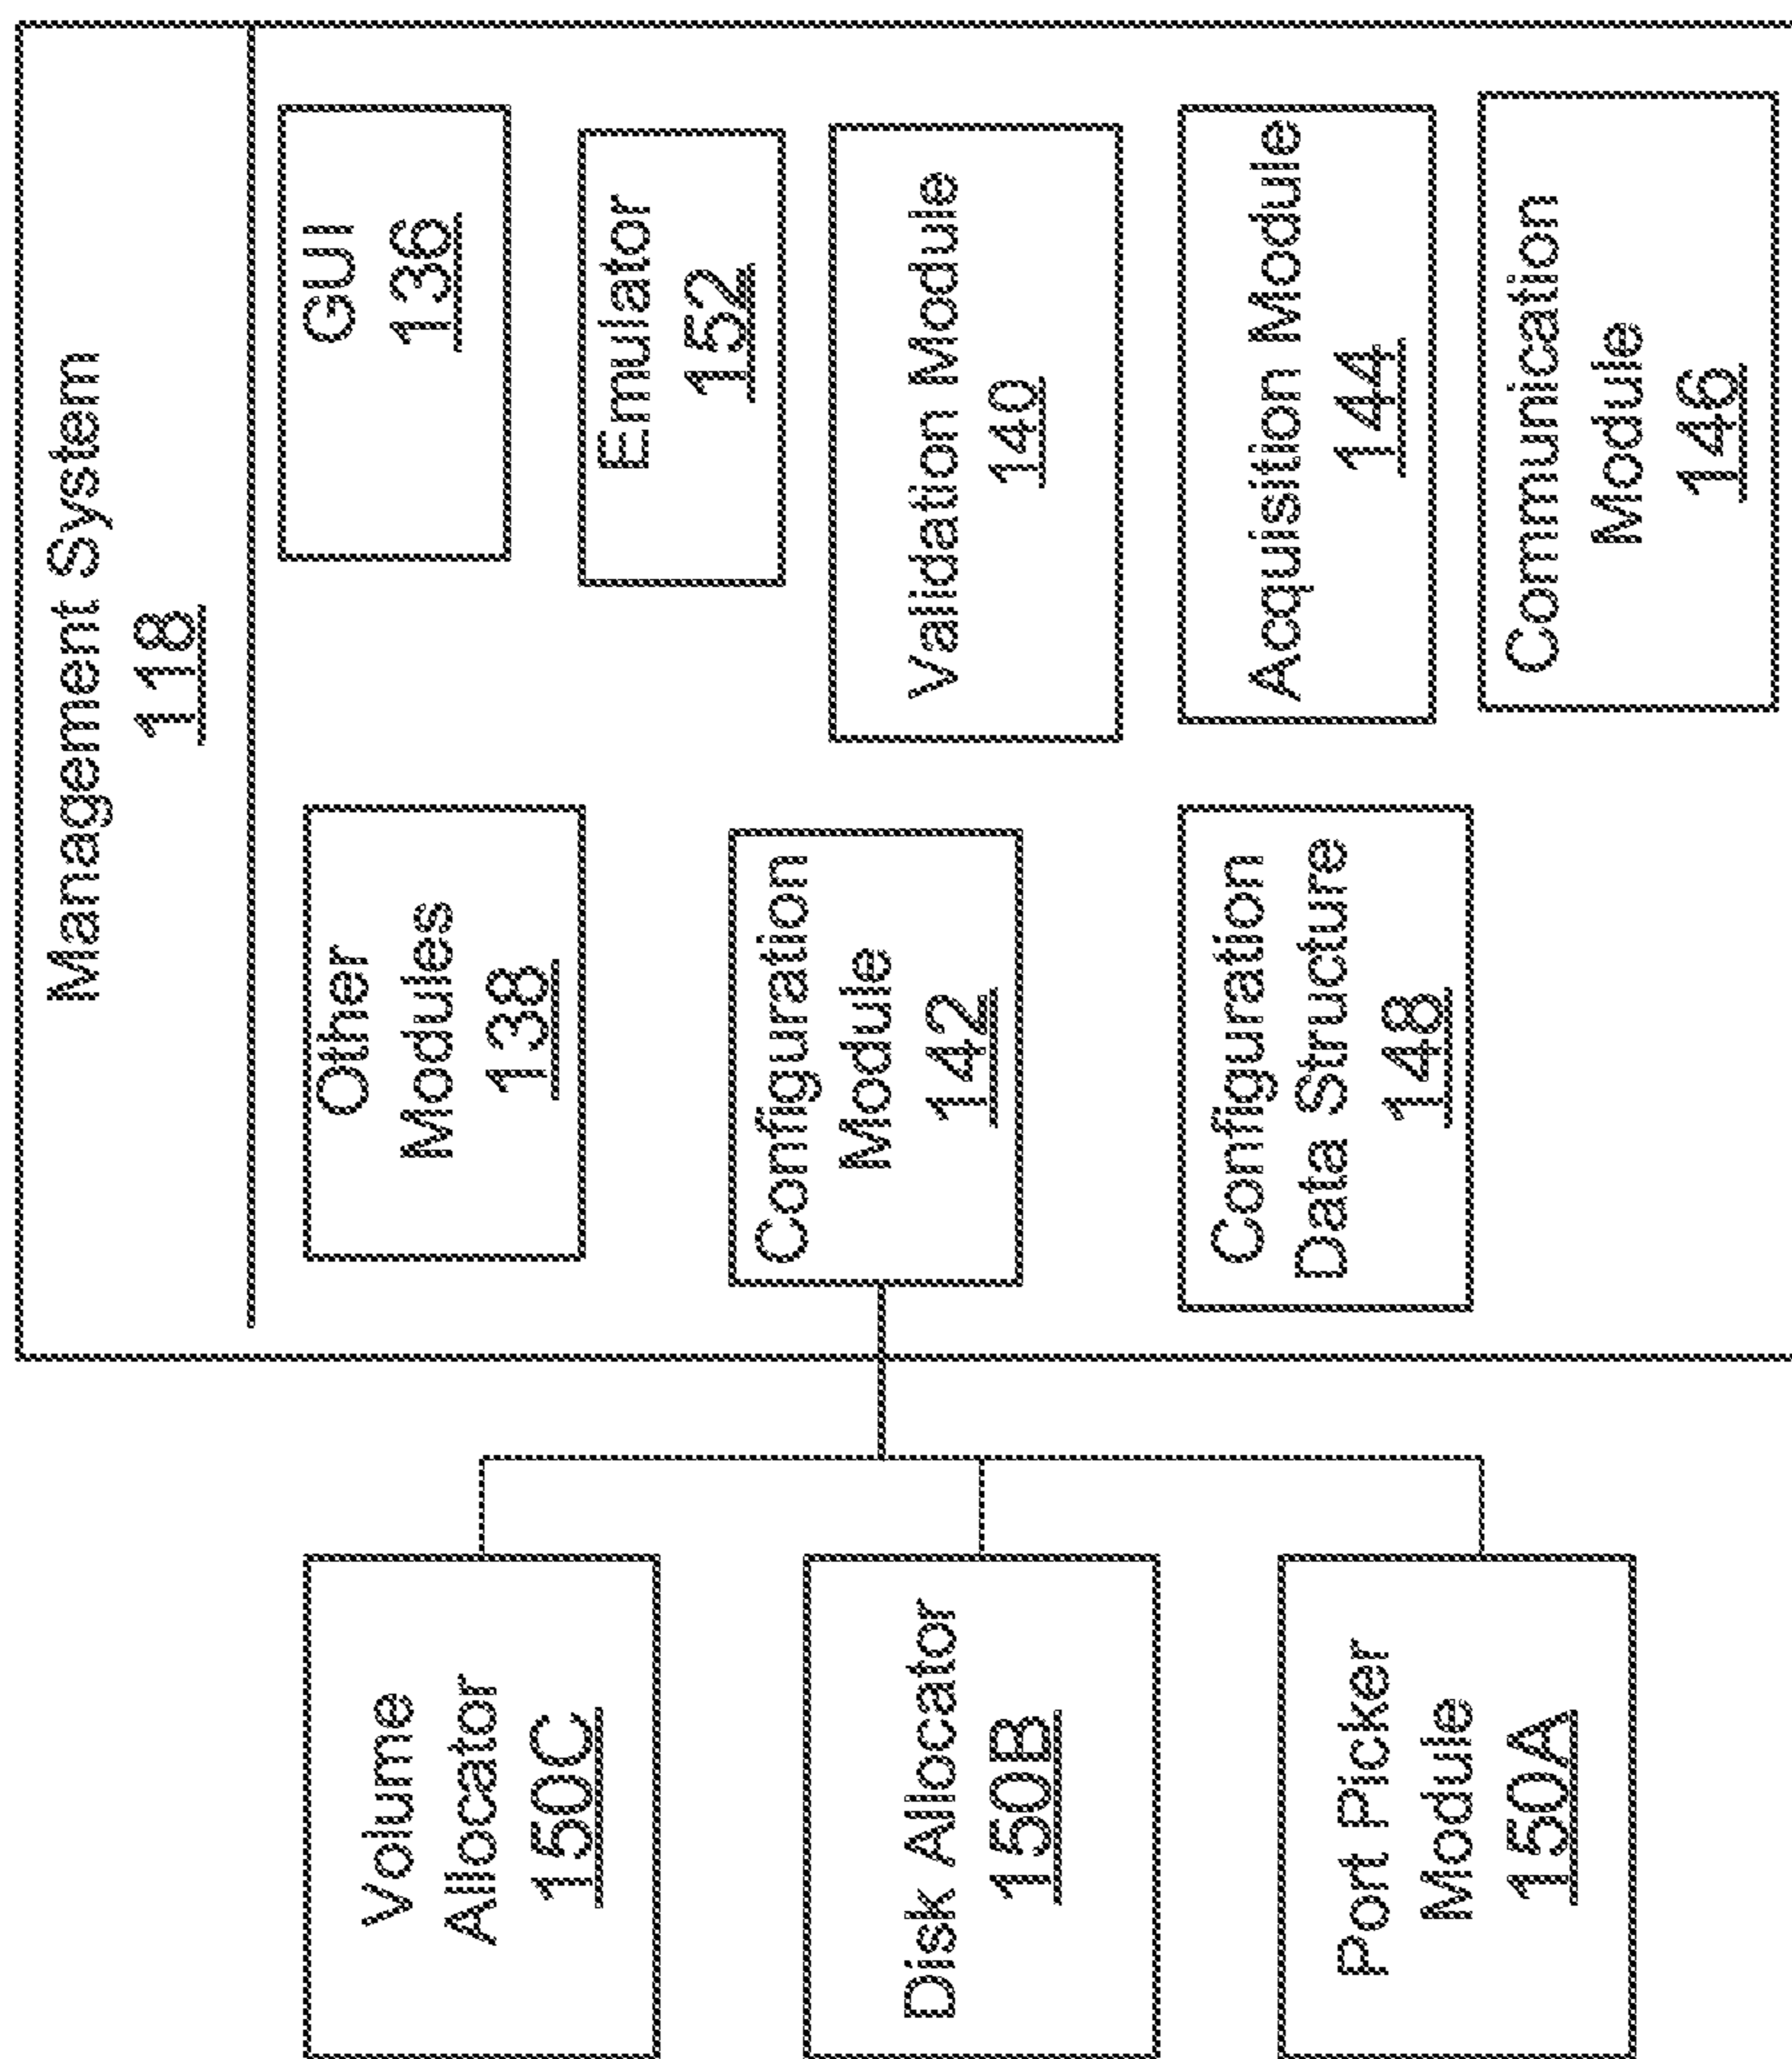 Management System
118
GUI
136
Other
Modules
138
Emulator
152
Configuration
Module
142
Validation Module
140
Configuration
Data Structure
148
Acquisition Module
144
Communication
Module
146
Volume
Allocator
150C
Disk Allocator
150B
Port Picker
Module
150A